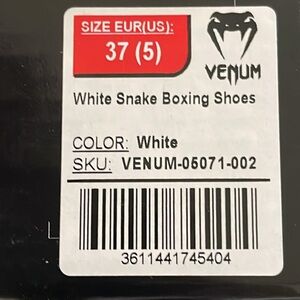 SIZE EUR(US):
37 (5)
VENUM
White Snake Boxing Shoes
COLOR: White
SKU: VENUM-05071-002
3611441745404